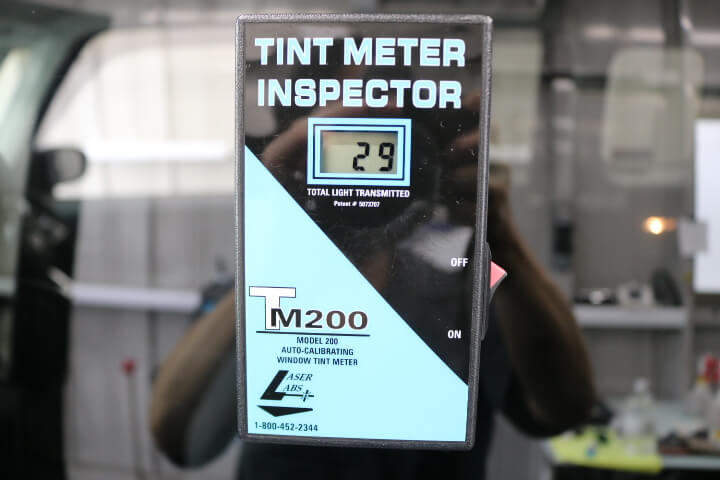 TINT METER
INSPECTOR
29
TOTAL LIGHT TRANSMITTED
Patent # 5073707
OFF
ON
TM200
MODEL 200
AUTO-CALIBRATING
WINDOW TINT METER
LASER
LABS
1-800-452-2344